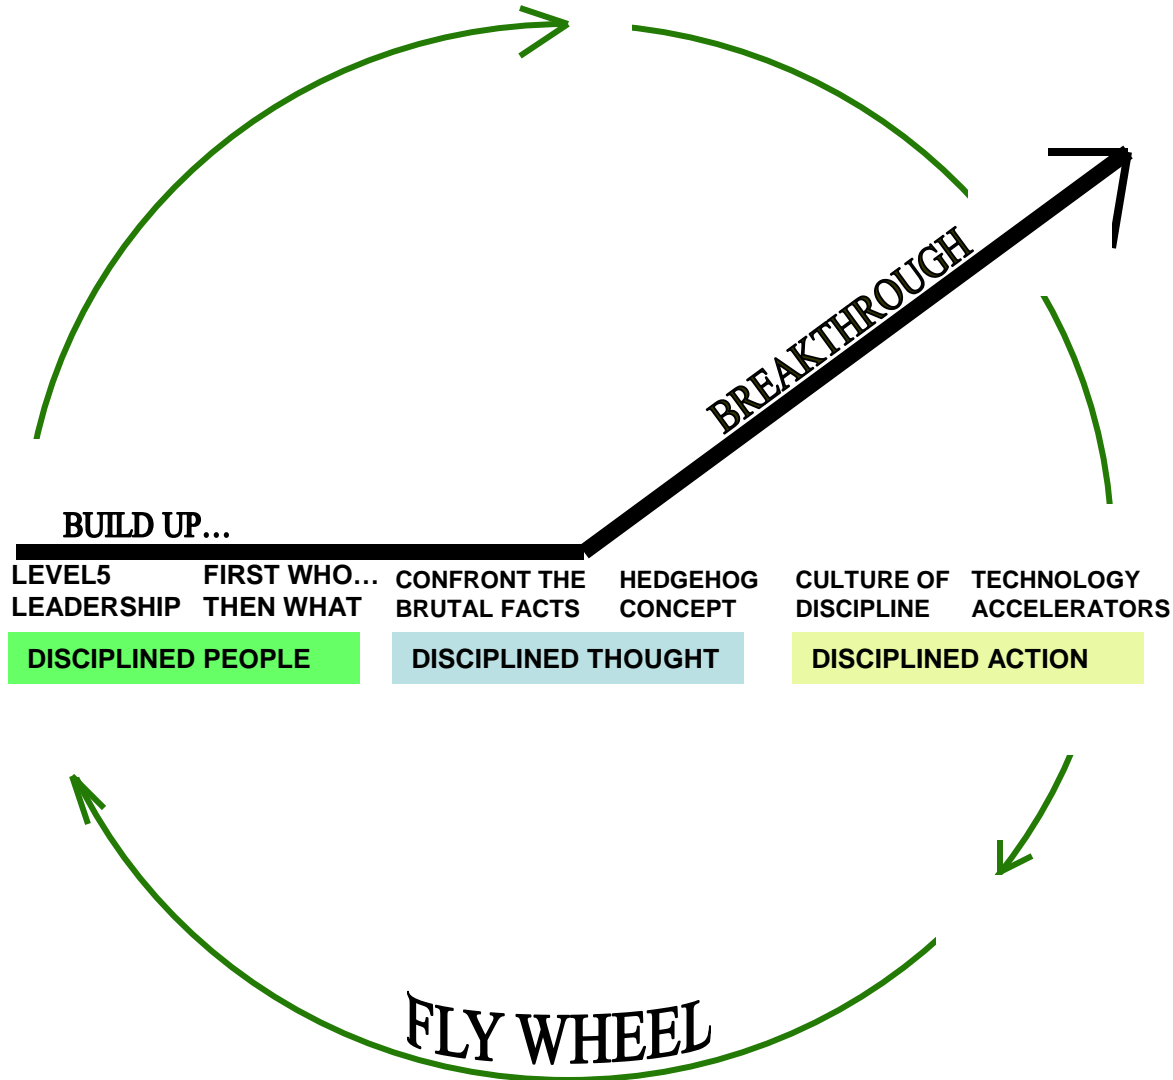 BREAKTHROUGH
BUILD UP...
LEVEL5
LEADERSHIP
FIRST WHO...
THEN WHAT
CONFRONT THE
BRUTAL FACTS
HEDGEHOG
CONCEPT
CULTURE OF
DISCIPLINE
TECHNOLOGY
ACCELERATORS
DISCIPLINED PEOPLE
DISCIPLINED THOUGHT
DISCIPLINED ACTION
FLY WHEEL